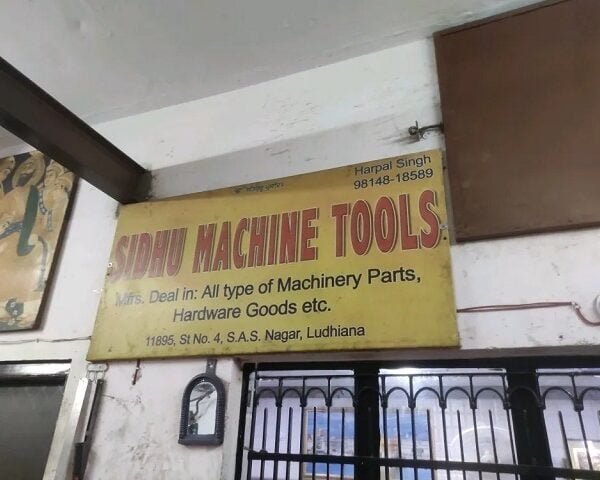 Harpal Singh
98148-18589
SIDHU MACHINE TOOLS
Mfrs. Deal in: All type of Machinery Parts,
Hardware Goods etc.
11895, St No. 4, S.A.S. Nagar, Ludhiana